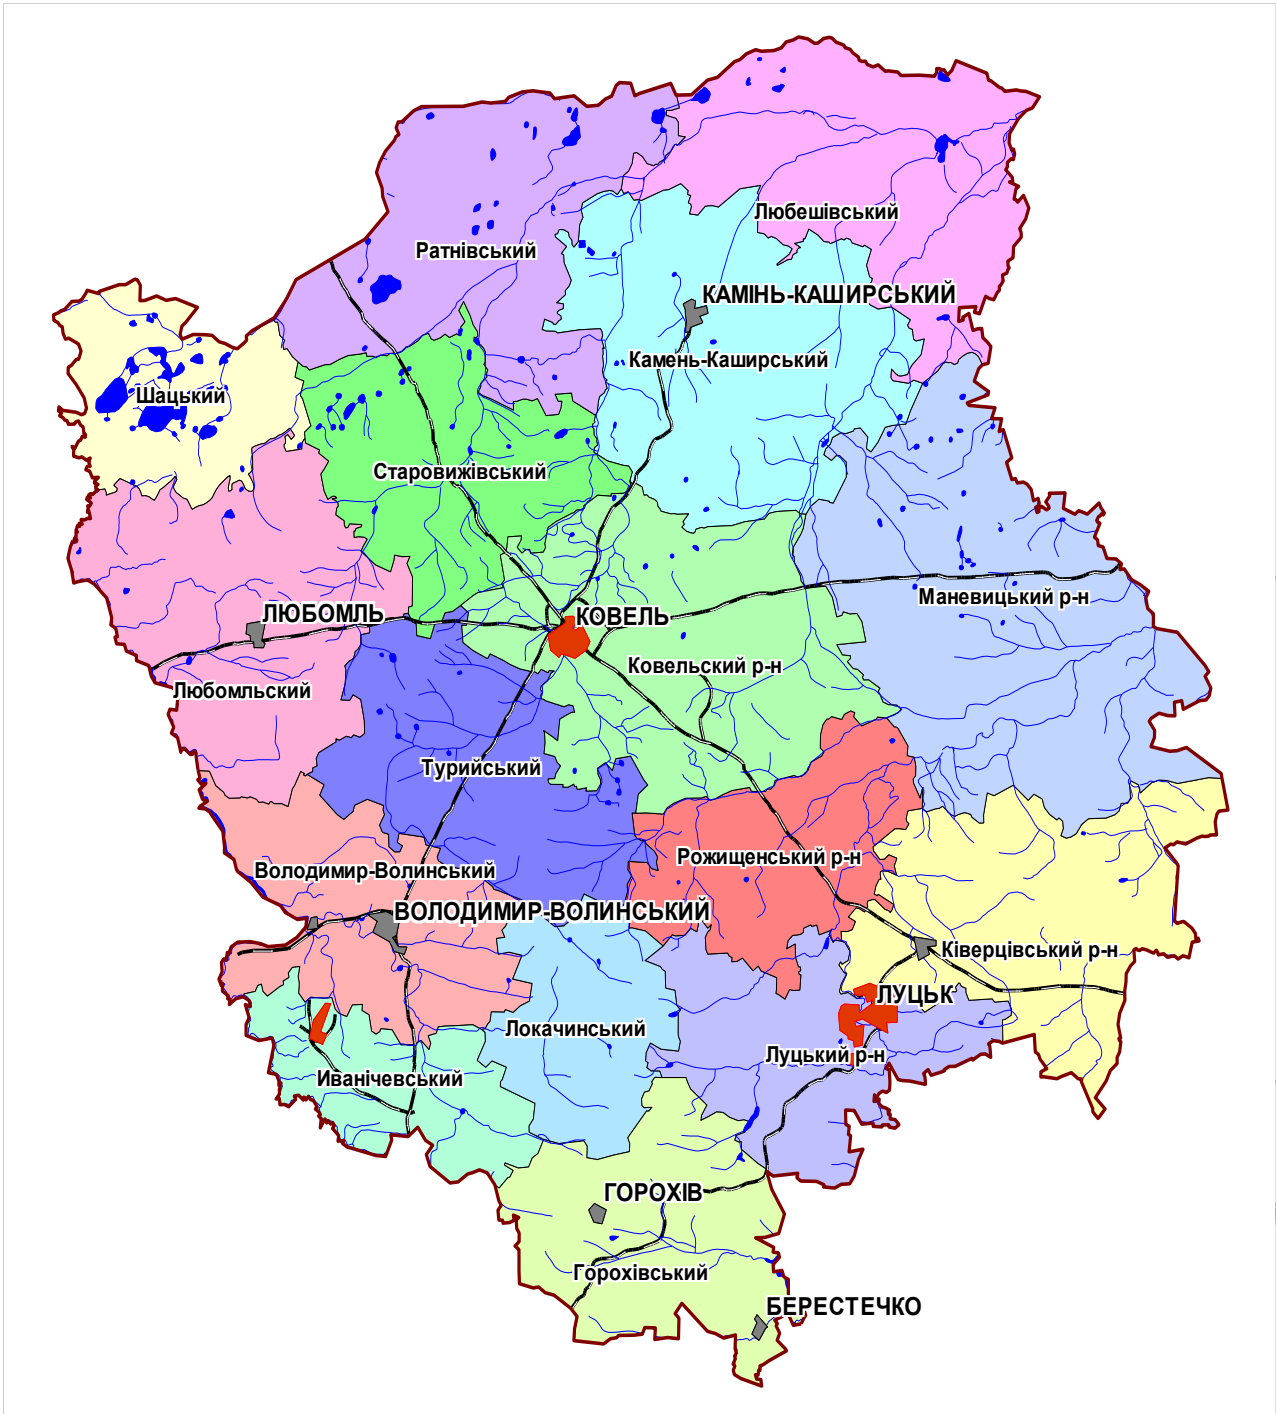 Любешівський
Ратнівський
КАМІНЬ-КАШИРСЬКИЙ
Камень-Каширський
Шацький
Старовижівський
Маневицький р-н
ЛЮБОМЛЬ
КОВЕЛЬ
Ковельский р-н
Любомльский
Турийський
Рожищенський р-н
Володимир-Волинський
ВОЛОДИМИР-ВОЛИНСЬКИЙ
Ківерцівський р-н
ЛУЦЬК
Локачинський
Луцький р-н
Иванічевський
ГОРОХІВ
Горохівський
БЕРЕСТЕЧКО